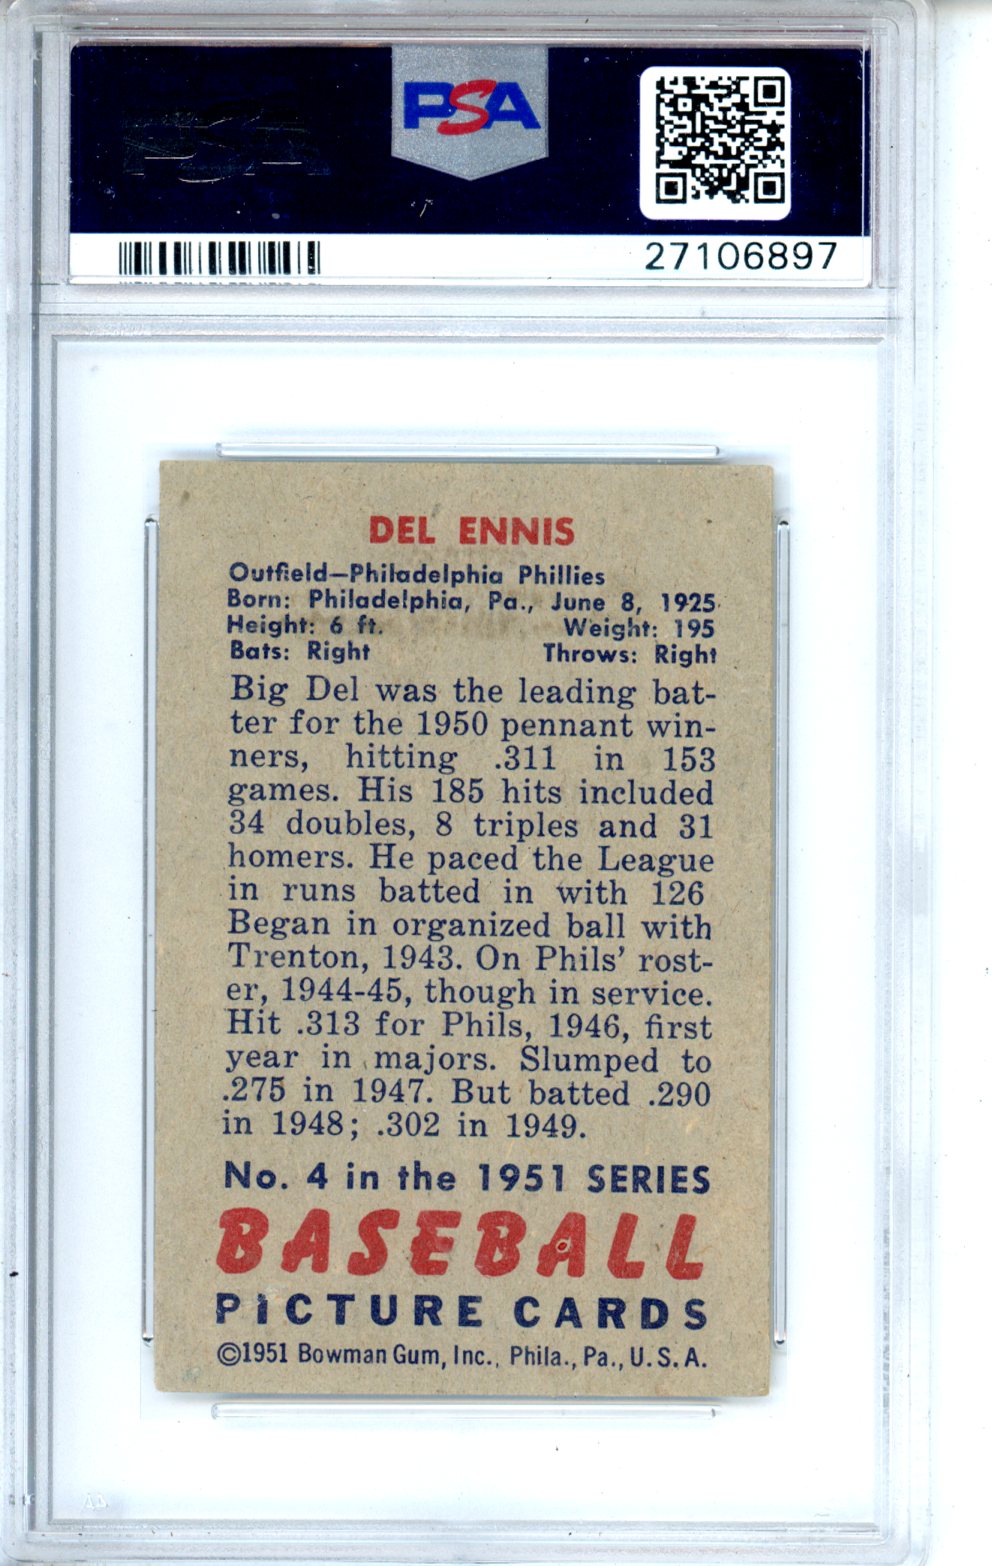 PSA
27106897
DEL ENNIS
Outfield—Philadelphia Phillies
Born: Philadelphia, Pa., June 8, 1925
Height: 6 ft. Weight: 195
Bats: Right Throws: Right
Big Del was the leading bat-
ter for the 1950 pennant win-
ners, hitting .311 in 153
games. His 185 hits included
34 doubles, 8 triples and 31
homers. He paced the League
in runs batted in with 126
Began in organized ball with
Trenton, 1943. On Phils' rost-
er, 1944-45, though in service.
Hit .313 for Phils, 1946, first
year in majors. Slumped to
.275 in 1947. But batted .290
in 1948; .302 in 1949.
No. 4 in the 1951 SERIES
BASEBALL
PICTURE CARDS
©1951 Bowman Gum, Inc., Phila., Pa., U.S.A.